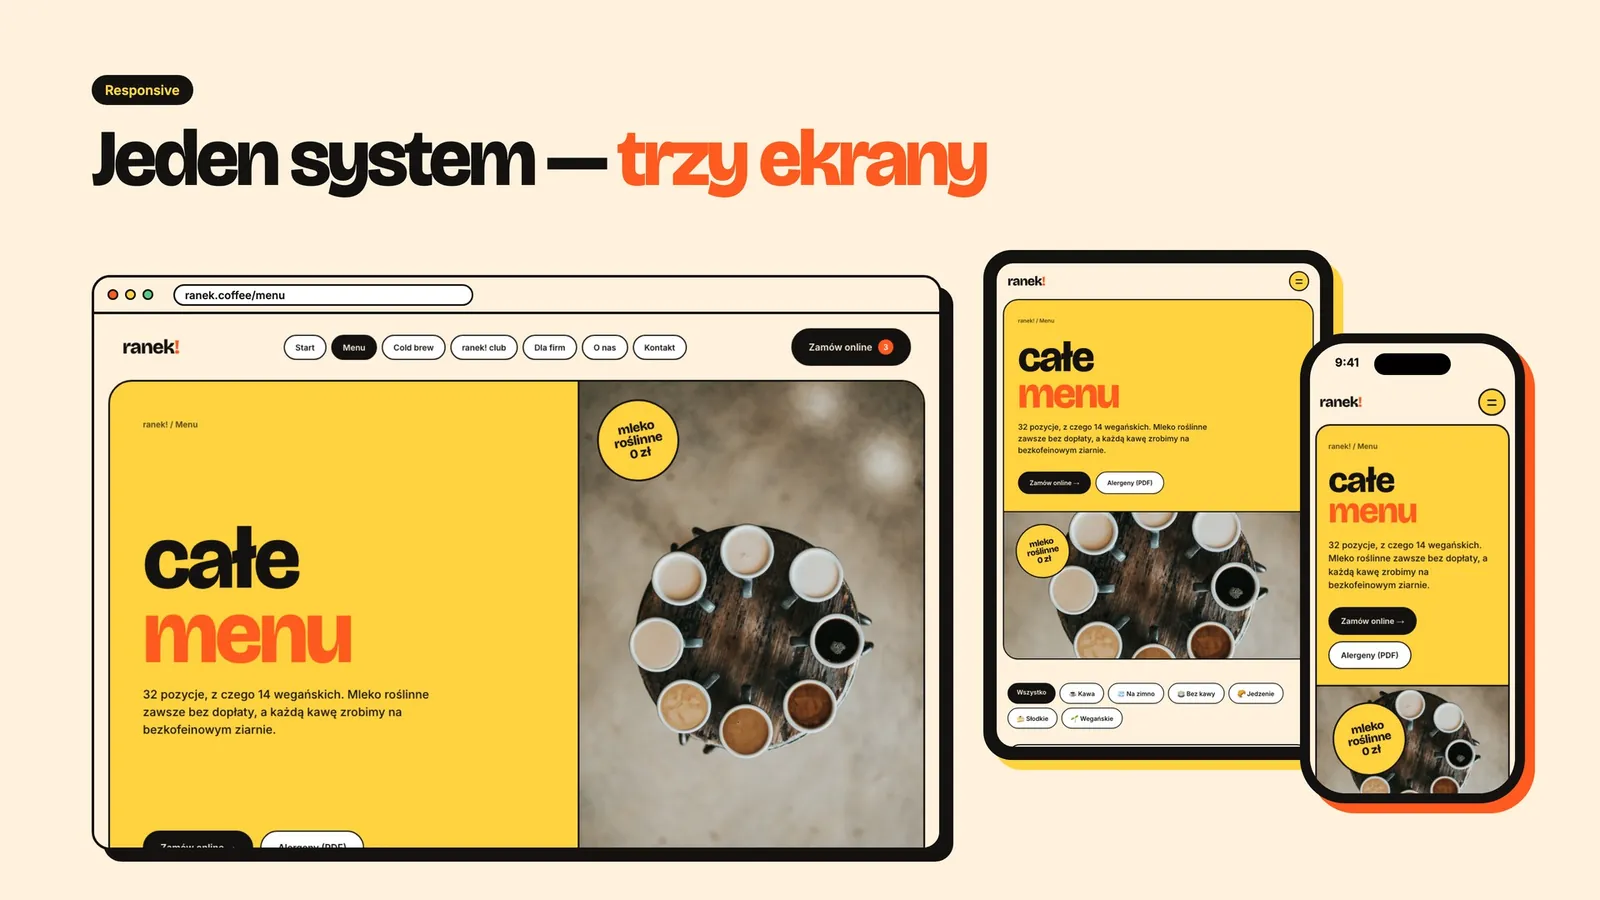 Responsive
Jeden system — trzy ekrany
ranek.coffee/menu
ranek!
Start
Menu
Cold brew
ranek! club
Dla firm
O nas
Kontakt
Zamów online 3
ranek! / Menu
całe
menu
32 pozycje, z czego 14 wegańskich. Mleko roślinne
zawsze bez dopłaty, a każdą kawę zrobimy na
bezkofeinowym ziarnie.
Zamów online →
Alergeny (PDF)
mleko
roślinne
0 zł
ranek!
ranek! / Menu
całe
menu
32 pozycje, z czego 14 wegańskich. Mleko roślinne
zawsze bez dopłaty, a każdą kawę zrobimy na
bezkofeinowym ziarnie.
Zamów online →
Alergeny (PDF)
mleko
roślinne
0 zł
Wszystko
Kawa
Na zimno
Bez kawy
Jedzenie
Słodkie
Wegańskie
9:41
ranek!
ranek! / Menu
całe
menu
32 pozycje, z czego 14 wegańskich.
Mleko roślinne zawsze bez dopłaty, a
każdą kawę zrobimy na
bezkofeinowym ziarnie.
Zamów online →
Alergeny (PDF)
mleko
roślinne
0 zł